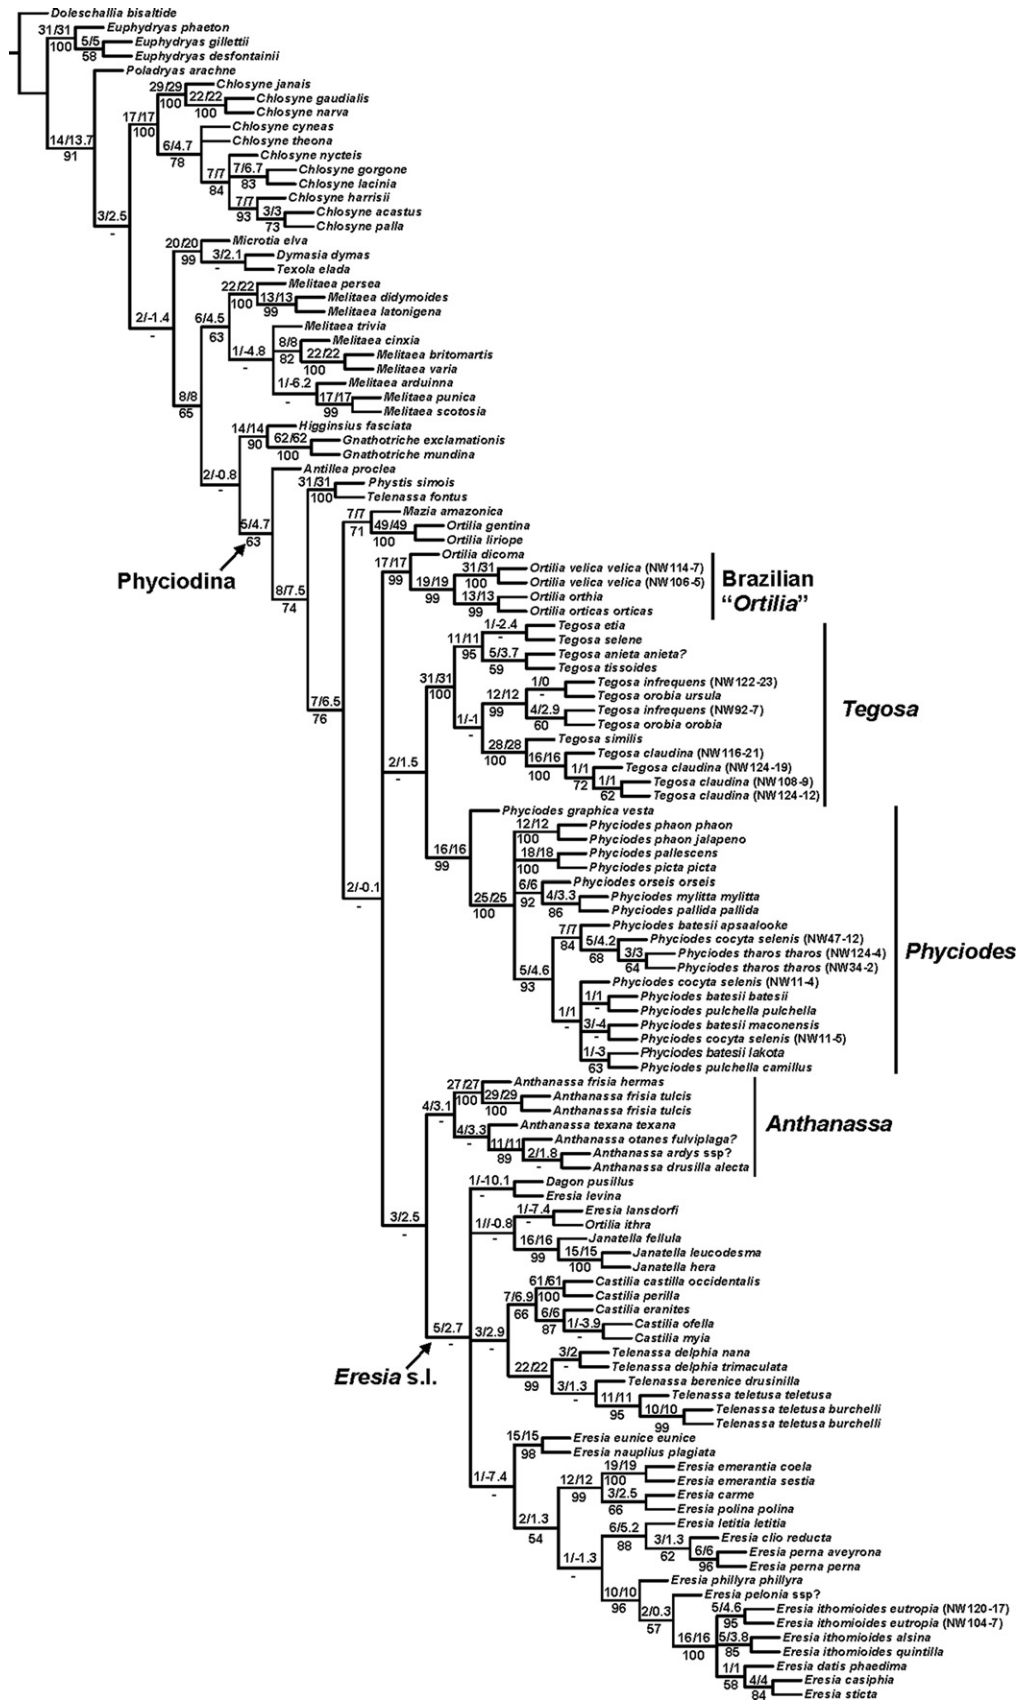 Doleschallia bisaltide
31/31
Euphydryas phaeton
100
5/5
Euphydryas gillettii
58
Euphydryas desfontainii
Poladryas arachne
14/13.7
91
29/29
Chlosyne janais
100
22/22
Chlosyne gaudialis
100
Chlosyne narva
17/17
100
Chlosyne cyneas
6/4.7
78
Chlosyne theona
Chlosyne nycteis
7/7
84
7/6.7
Chlosyne gorgone
83
Chlosyne lacinia
7/7
Chlosyne harrisii
93
3/3
Chlosyne acastus
73
Chlosyne palla
3/2.5
-
20/20
Microtia elva
99
3/2.1
Dymasia dymas
-
Texola elada
2/-1.4
-
22/22
Melitaea persea
100
13/13
Melitaea didymoides
99
Melitaea latonigena
6/4.5
63
Melitaea trivia
1/-4.8
-
8/8
Melitaea cinxia
82
22/22
Melitaea britomartis
100
Melitaea varia
1/-6.2
Melitaea arduinna
-
17/17
Melitaea punica
99
Melitaea scotosia
8/8
65
14/14
Higginsius fasciata
90
62/62
Gnathotriche exclamationis
100
Gnathotriche mundina
2/-0.8
-
Antillea proclea
5/4.7
63
Phyciodina
31/31
Phystis simois
100
Telenassa fontus
8/7.5
74
7/7
Mazia amazonica
71
49/49
Ortilia gentina
100
Ortilia liriope
7/6.5
76
17/17
Ortilia dicoma
99
31/31
Ortilia velica velica (NW114-7)
19/19
100
Ortilia velica velica (NW106-5)
99
13/13
Ortilia orthia
99
Ortilia orticas orticas
Brazilian
“Ortilia”
1/-2.4
Tegosa etia
11/11
-
Tegosa selene
95
5/3.7
Tegosa anieta anieta?
59
Tegosa tissoides
31/31
100
1/0
Tegosa infrequens (NW122-23)
12/12
-
Tegosa orobia ursula
99
4/2.9
Tegosa infrequens (NW92-7)
60
Tegosa orobia orobia
1/-1
-
28/28
Tegosa similis
100
16/16
Tegosa claudina (NW116-21)
100
1/1
Tegosa claudina (NW124-19)
72
1/1
Tegosa claudina (NW108-9)
62
Tegosa claudina (NW124-12)
Tegosa
2/1.5
-
Phyciodes graphica vesta
16/16
99
12/12
Phyciodes phaon phaon
100
Phyciodes phaon jalapeno
18/18
Phyciodes pallescens
100
Phyciodes picta picta
6/6
Phyciodes orseis orseis
92
4/3.3
Phyciodes mylitta mylitta
86
Phyciodes pallida pallida
25/25
100
7/7
Phyciodes batesii apsaalooke
84
5/4.2
Phyciodes cocyta selenis (NW47-12)
68
3/3
Phyciodes tharos tharos (NW124-4)
64
Phyciodes tharos tharos (NW34-2)
5/4.6
93
Phyciodes cocyta selenis (NW11-4)
1/1
-
1/1
Phyciodes batesii batesii
-
Phyciodes pulchella pulchella
3/-4
Phyciodes batesii maconensis
-
Phyciodes cocyta selenis (NW11-5)
1/-3
Phyciodes batesii lakota
63
Phyciodes pulchella camillus
Phyciodes
2/-0.1
-
27/27
Anthanassa frisia hermas
100
29/29
Anthanassa frisia tulcis
100
Anthanassa frisia tulcis
4/3.1
-
4/3.3
Anthanassa texana texana
-
11/11
Anthanassa otanes fulviplaga?
89
2/1.8
Anthanassa ardys ssp?
-
Anthanassa drusilla alecta
Anthanassa
3/2.5
-
1/-10.1
Dagon pusillus
-
Eresia levina
1/-7.4
Eresia lansdorfi
1//-0.8
-
Ortilia ithra
-
16/16
Janatella fellula
99
15/15
Janatella leucodesma
100
Janatella hera
61/61
Castilia castilla occidentalis
7/6.9
100
Castilia perilla
66
6/6
Castilia eranites
87
1/-3.9
Castilia ofella
-
Castilia myia
5/2.7
-
3/2.9
-
Eresia s.l.
3/2
Telenassa delphia nana
22/22
-
Telenassa delphia trimaculata
99
3/1.3
Telenassa berenice drusinilla
-
11/11
Telenassa teletusa teletusa
95
10/10
Telenassa teletusa burchelli
99
Telenassa teletusa burchelli
15/15
Eresia eunice eunice
98
Eresia nauplius plagiata
1/-7.4
-
19/19
Eresia emerantia coela
12/12
100
Eresia emerantia sestia
99
3/2.5
Eresia carme
66
Eresia polina polina
2/1.3
54
6/5.2
Eresia letitia letitia
88
3/1.3
Eresia clio reducta
62
6/6
Eresia perna aveyrona
96
Eresia perna perna
1/-1.3
-
10/10
Eresia phillyra phillyra
96
2/0.3
Eresia pelonia ssp?
57
5/4.6
Eresia ithomioides eutropia (NW120-17)
95
Eresia ithomioides eutropia (NW104-7)
16/16
5/3.8
Eresia ithomioides alsina
100
85
Eresia ithomioides quintilla
1/1
Eresia datis phaedima
58
4/4
Eresia casiphia
84
Eresia sticta